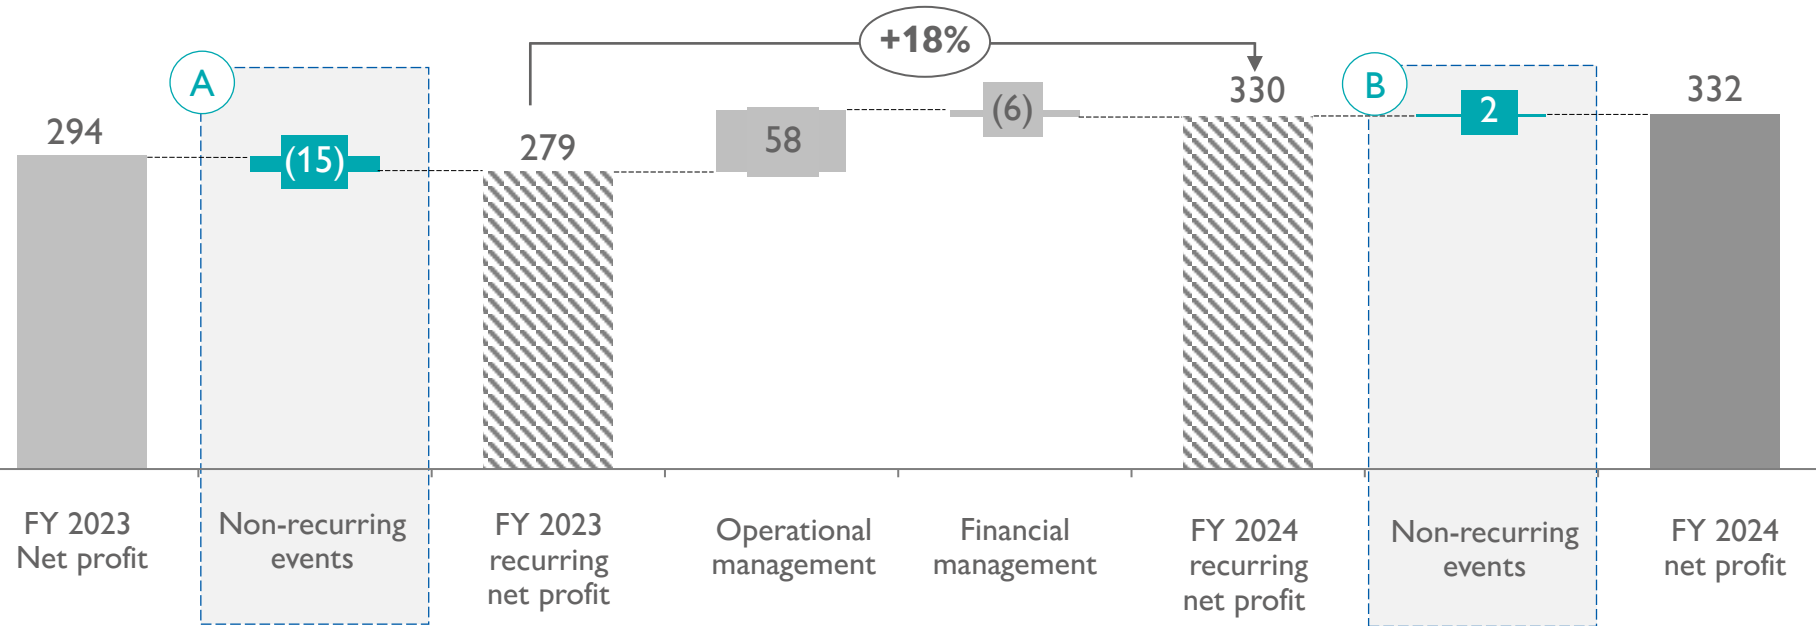 +18%
A
B
294
(15)
279
58
(6)
330
2
332
FY 2023
Net profit
Non-recurring
events
FY 2023
recurring
net profit
Operational
management
Financial
management
FY 2024
recurring
net profit
Non-recurring
events
FY 2024
net profit